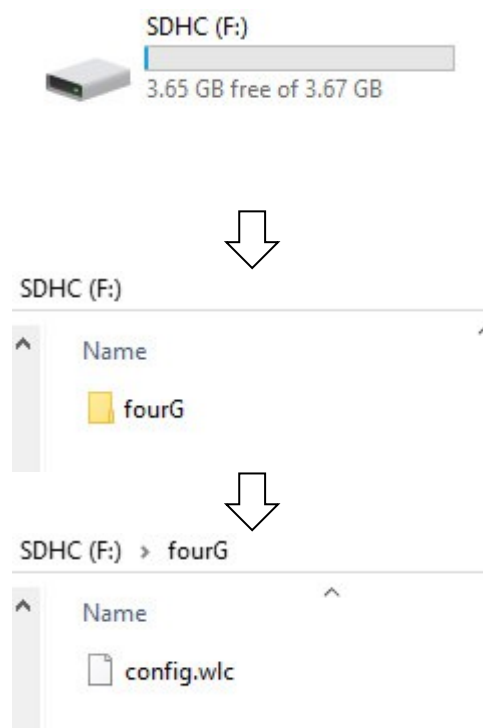 SDHC (F:)
3.65 GB free of 3.67 GB
SDHC (F:)
Name
fourG
SDHC (F:) > fourG
Name
config.wlc